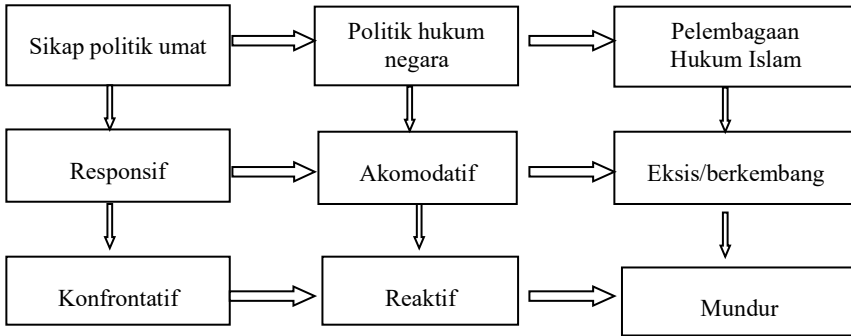 Sikap politik umat
Politik hukum
negara
Pelembagaan
Hukum Islam
Responsif
Akomodatif
Eksis/berkembang
Konfrontatif
Reaktif
Mundur